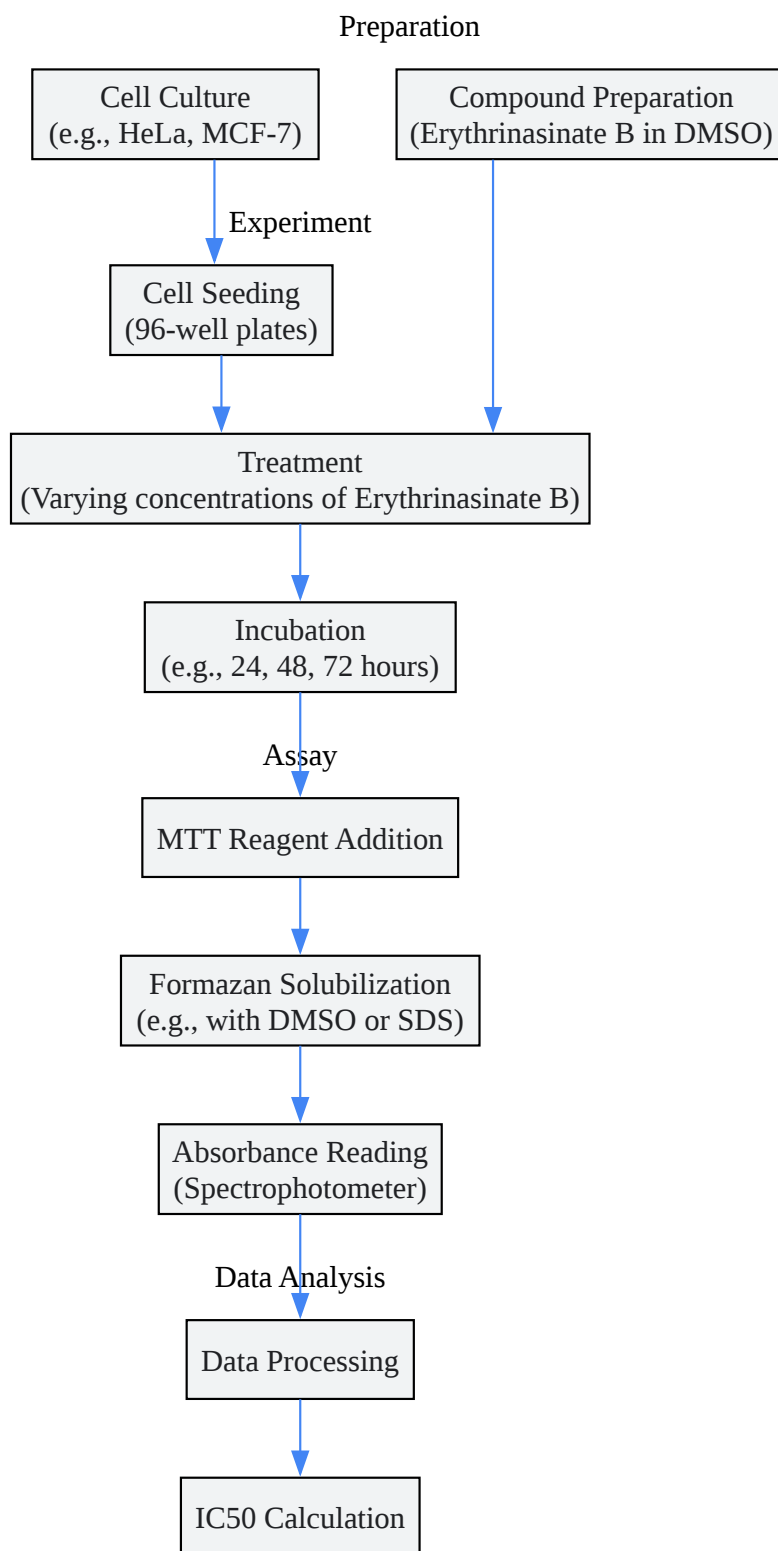 Preparation
Cell Culture
(e.g., HeLa, MCF-7)
Compound Preparation
(Erythrinasinate B in DMSO)
Experiment
Cell Seeding
(96-well plates)
Treatment
(Varying concentrations of Erythrinasinate B)
Incubation
(e.g., 24, 48, 72 hours)
Assay
MTT Reagent Addition
Formazan Solubilization
(e.g., with DMSO or SDS)
Absorbance Reading
(Spectrophotometer)
Data Analysis
Data Processing
IC50 Calculation